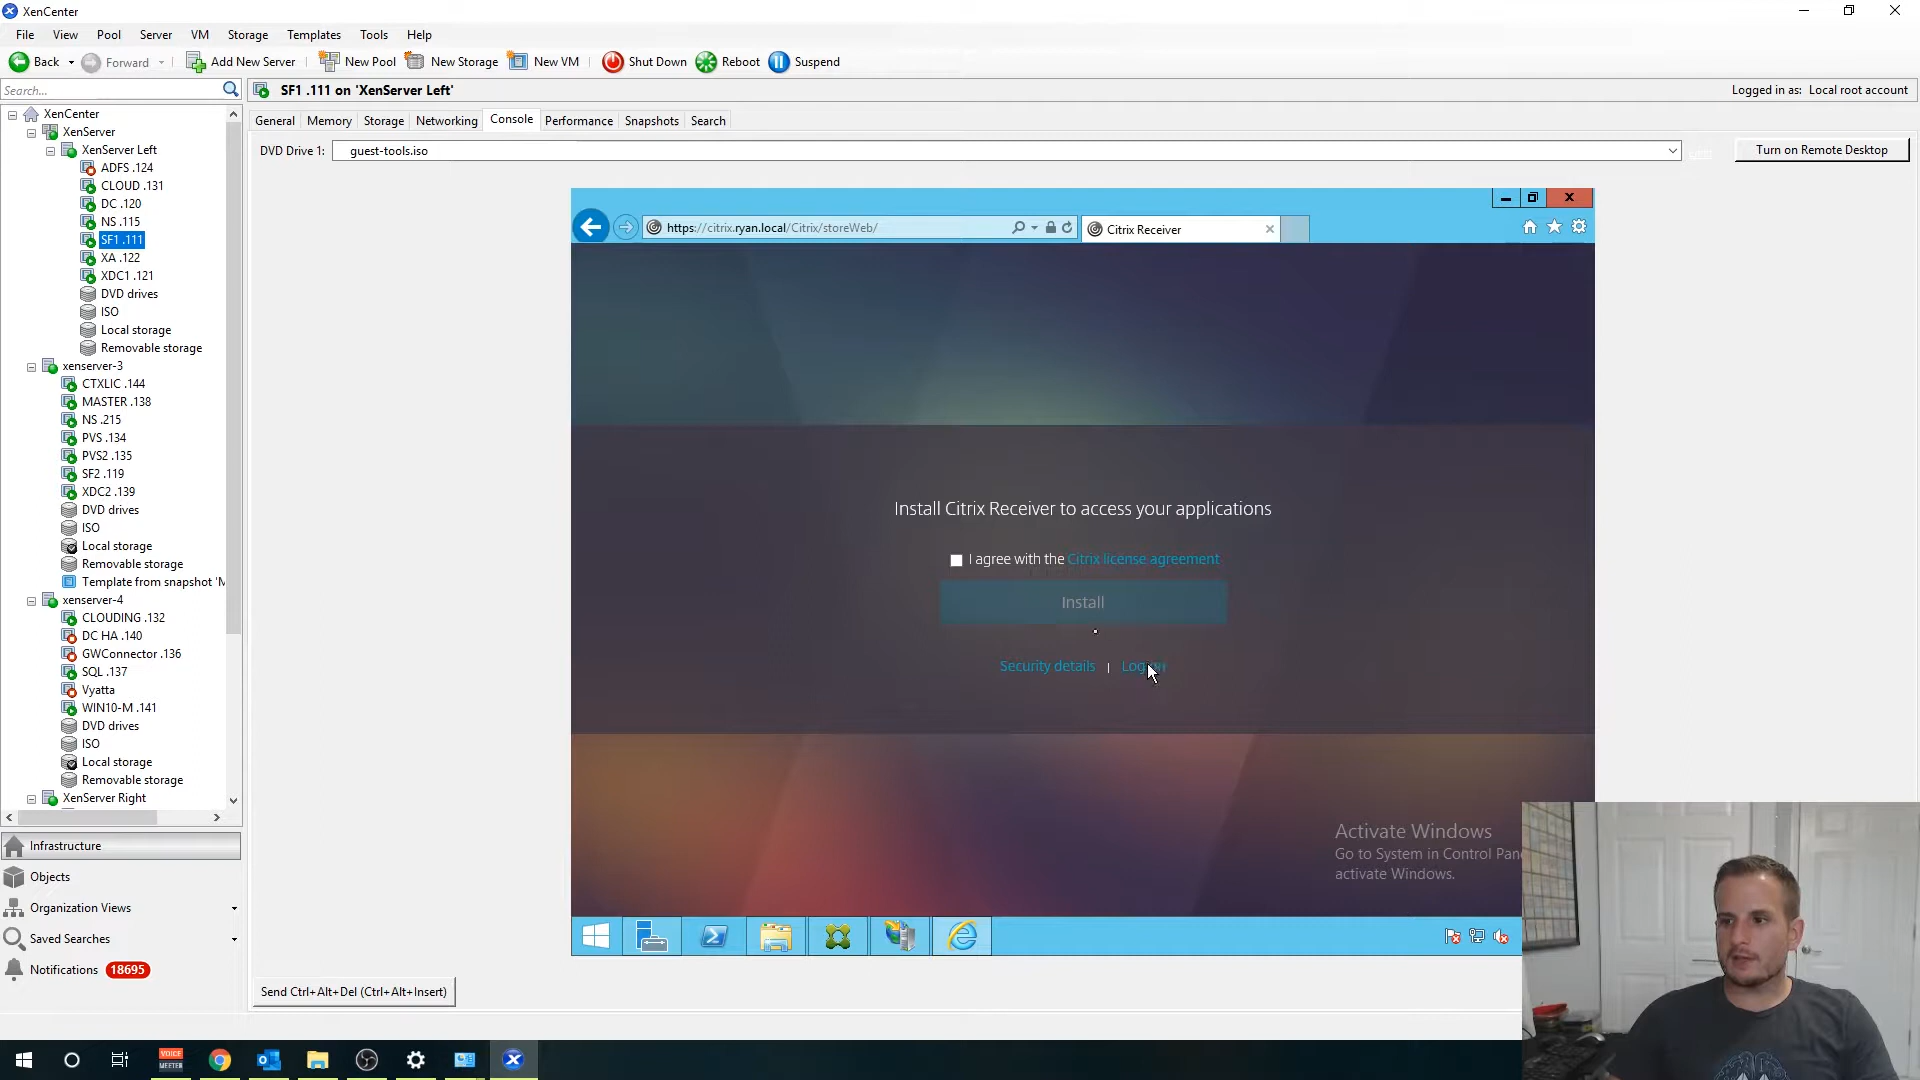 XenCenter
File View Pool Server VM Storage Templates Tools Help
Back Forward Add New Server New Pool New Storage New VM Shut Down Reboot Suspend
Search...
SF1 .111 on 'XenServer Left'
Logged in as: Local root account
General Memory Storage Networking Console Performance Snapshots Search
DVD Drive 1: guest-tools.iso
Turn on Remote Desktop
XenCenter
XenServer
XenServer Left
ADFS .124
CLOUD .131
DC .120
NS .115
SF1 .111
XA .122
XDC1 .121
DVD drives
ISO
Local storage
Removable storage
xenserver-3
CTXLIC .144
MASTER .138
NS .215
PVS .134
PVS2 .135
SF2 .119
XDC2 .139
DVD drives
ISO
Local storage
Removable storage
Template from snapshot 'M
xenserver-4
CLOUDING .132
DC HA .140
GWConnector .136
SQL .137
Vyatta
WIN10-M .141
DVD drives
ISO
Local storage
Removable storage
XenServer Right
Infrastructure
Objects
Organization Views
Saved Searches
Notifications 18695
https://citrix.ryan.local/Citrix/storeWeb/
Citrix Receiver
Install Citrix Receiver to access your applications
I agree with the Citrix license agreement
Install
Security details | Log on
Activate Windows
Go to System in Control Pan
activate Windows.
Send Ctrl+Alt+Del (Ctrl+Alt+Insert)
VOICE
MEETER